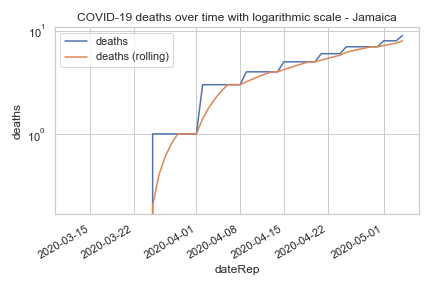 COVID-19 deaths over time with logarithmic scale - Jamaica
10¹
deaths
deaths (rolling)
deaths
10⁰
2020-03-15
2020-03-22
2020-04-01
2020-04-08
2020-04-15
2020-04-22
2020-05-01
dateRep